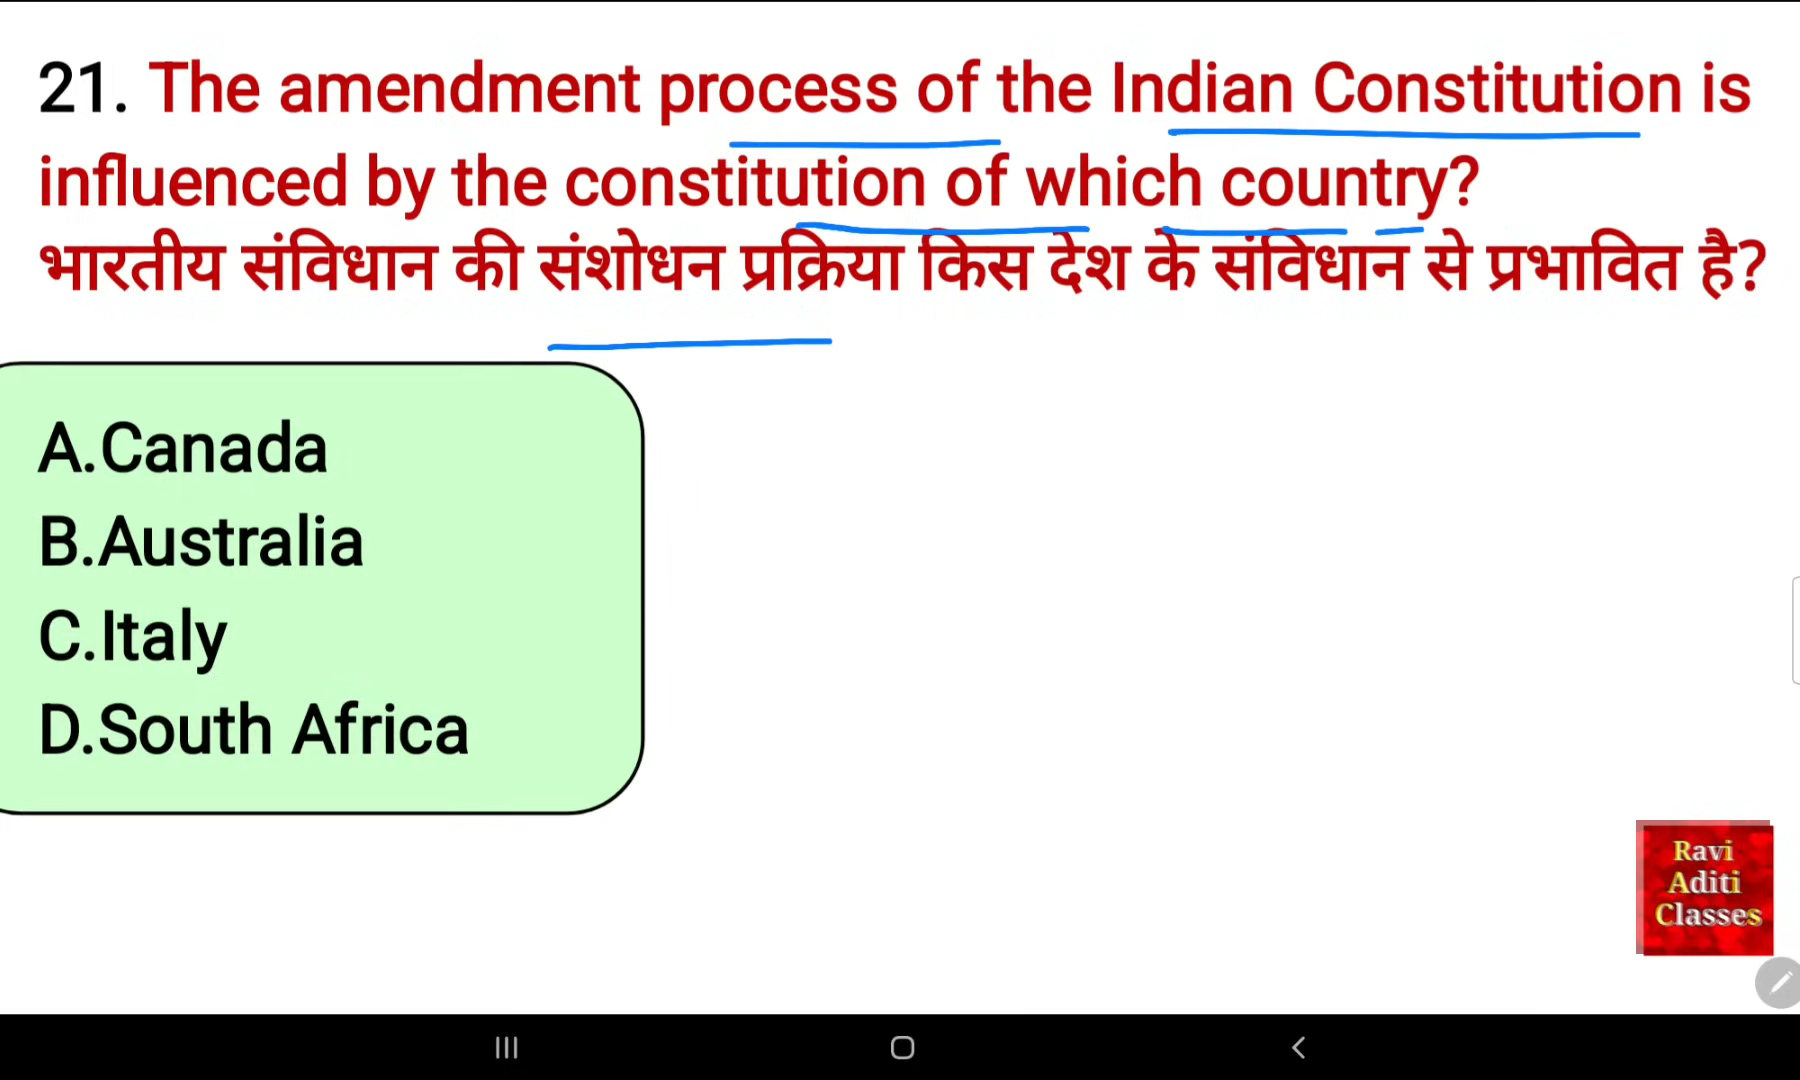 21. The amendment process of the Indian Constitution is
influenced by the constitution of which country?
भारतीय संविधान की संशोधन प्रक्रिया किस देश के संविधान से प्रभावित है?
A.Canada
B.Australia
C.Italy
D.South Africa
Ravi
Aditi
Classes